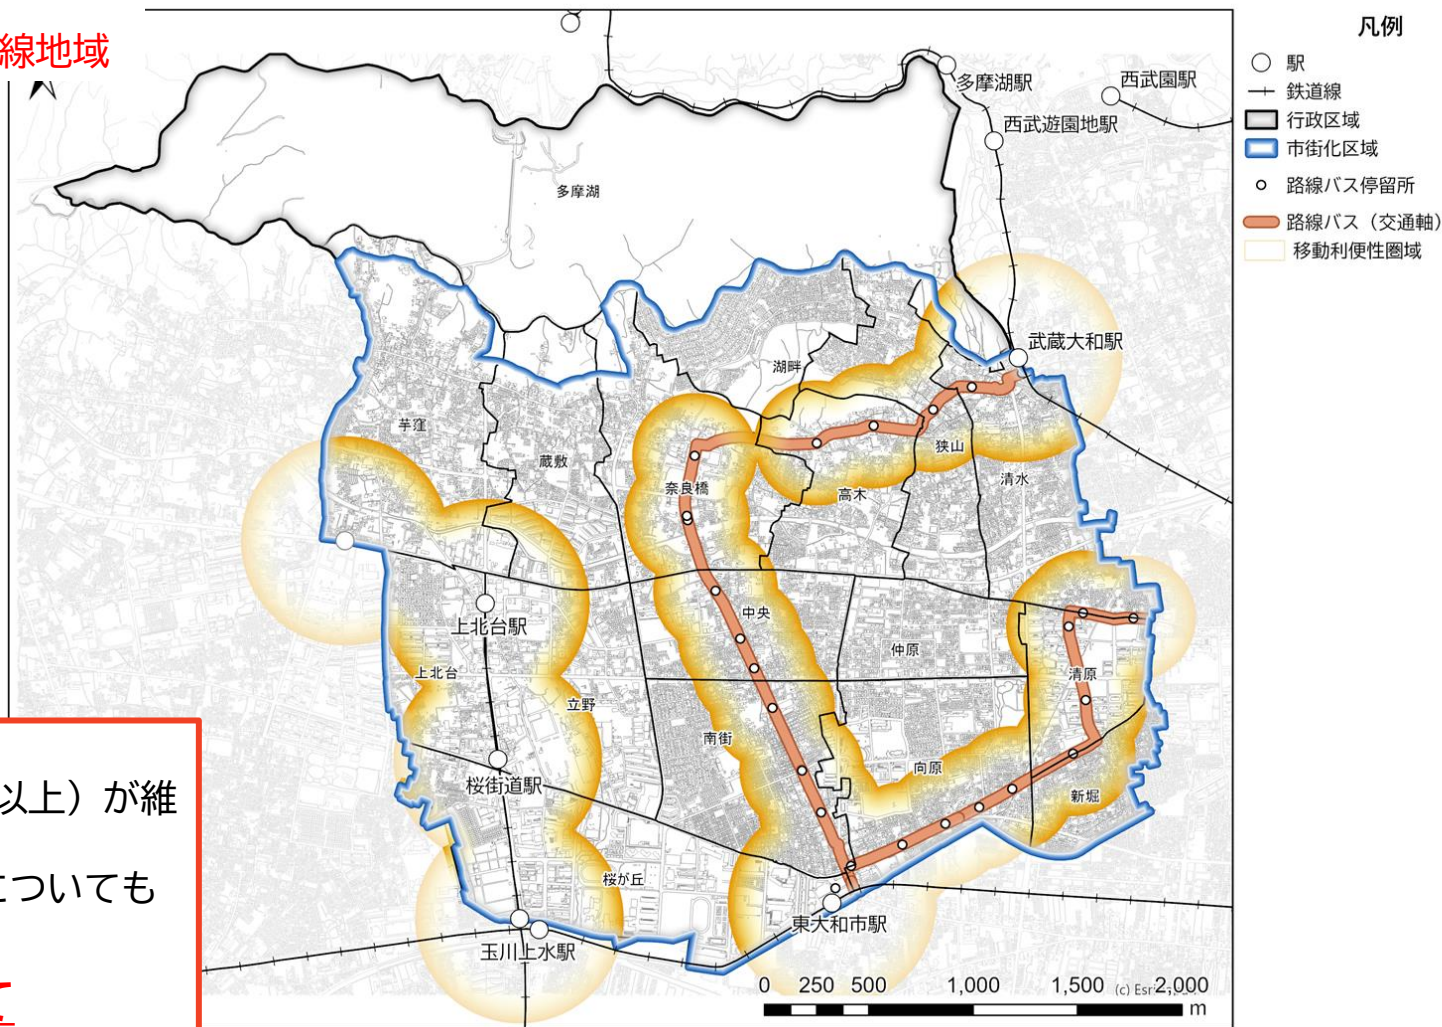 線地域
多摩湖駅
西武園駅
西武遊園地駅
多摩湖
武蔵大和駅
湖畔
芋窪
蔵敷
狭山
奈良橋
清水
高木
中央
上北台駅
仲原
上北台
清原
立野
南街
向原
桜街道駅
新堀
桜が丘
東大和市駅
玉川上水駅
凡例
駅
鉄道線
行政区域
市街化区域
路線バス停留所
路線バス（交通軸）
移動利便性圏域
以上）が維
についても
0 250 500 1,000 1,500 2,000
m
(c) Esri